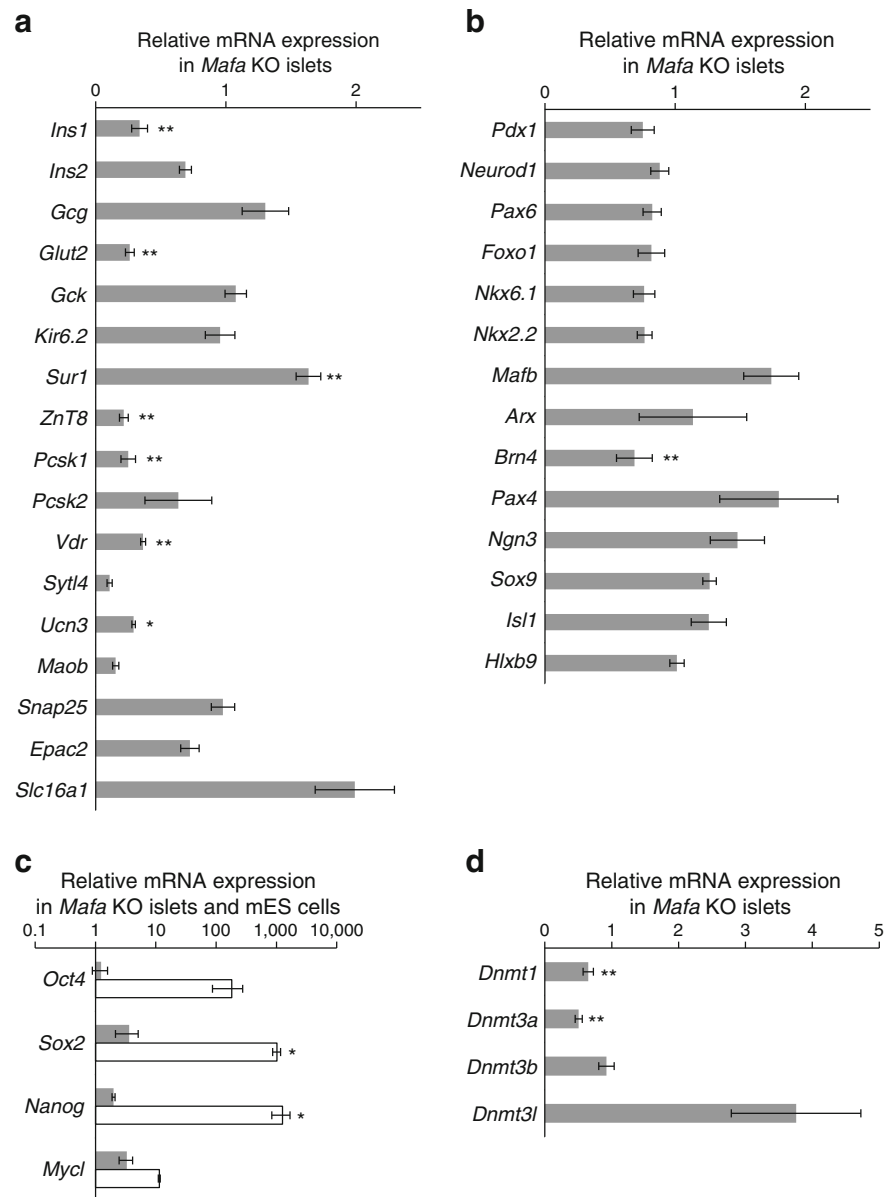 a
Relative mRNA expression
in Mafa KO islets
0 1 2
Ins1 **
Ins2
Gcg
Glut2 **
Gck
Kir6.2
Sur1 **
ZnT8 **
Pcsk1 **
Pcsk2
Vdr **
Sytl4
Ucn3 *
Maob
Snap25
Epac2
Slc16a1
b
Relative mRNA expression
in Mafa KO islets
0 1 2
Pdx1
Neurod1
Pax6
Foxo1
Nkx6.1
Nkx2.2
Mafb
Arx
Brn4 **
Pax4
Ngn3
Sox9
Isl1
Hlxb9
c
Relative mRNA expression
in Mafa KO islets and mES cells
0.1 1 10 100 1,000 10,000
Oct4
Sox2 *
Nanog *
Mycl
d
Relative mRNA expression
in Mafa KO islets
0 1 2 3 4 5
Dnmt1 **
Dnmt3a **
Dnmt3b
Dnmt3l